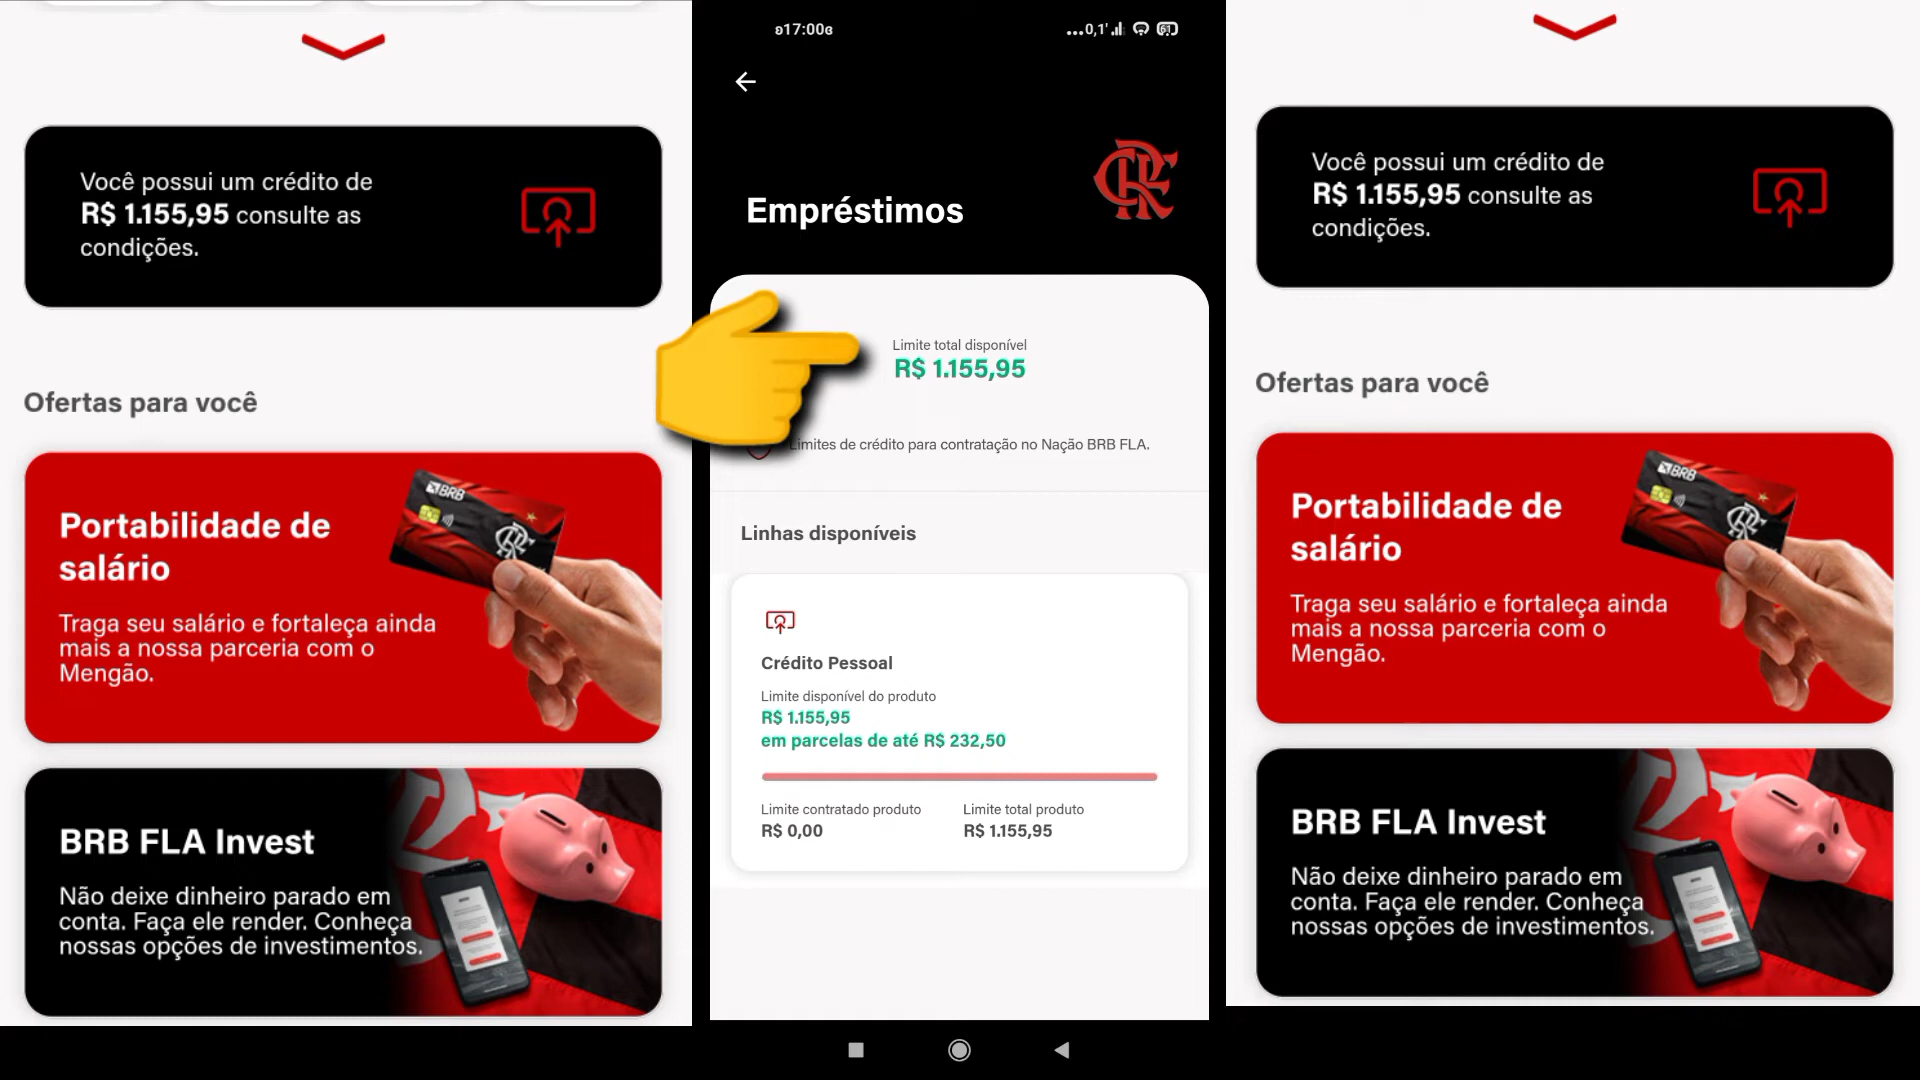 Você possui um crédito de
R$ 1.155,95 consulte as
condições.
Ofertas para você
BRB
Portabilidade de
salário
Traga seu salário e fortaleça ainda
mais a nossa parceria com o
Mengão.
BRB FLA Invest
Não deixe dinheiro parado em
conta. Faça ele render. Conheça
nossas opções de investimentos.
17:00
...0,1'
61
Empréstimos
Limite total disponível
R$ 1.155,95
Limites de crédito para contratação no Nação BRB FLA.
Linhas disponíveis
Crédito Pessoal
Limite disponível do produto
R$ 1.155,95
em parcelas de até R$ 232,50
Limite contratado produto
R$ 0,00
Limite total produto
R$ 1.155,95
Você possui um crédito de
R$ 1.155,95 consulte as
condições.
Ofertas para você
BRB
Portabilidade de
salário
Traga seu salário e fortaleça ainda
mais a nossa parceria com o
Mengão.
BRB FLA Invest
Não deixe dinheiro parado em
conta. Faça ele render. Conheça
nossas opções de investimentos.